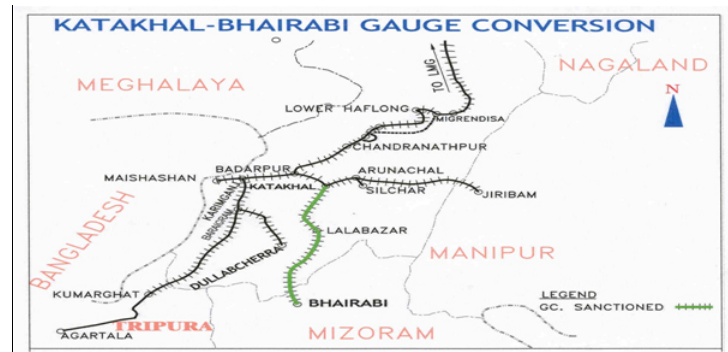 KATAKHAL-BHAIRABI GAUGE CONVERSION
MEGHALAYA
NAGALAND
TO LMG
N
LOWER HAFLONG
MIGRENDISA
CHANDRANATHPUR
MAISHASHAN
BADARPUR
ARUNACHAL
KATAKHAL
SILCHAR
JIRIBAM
KARIMGANJ
BARAIGRAM
BANGLADESH
LALABAZAR
MANIPUR
DULLABCHERRA
KUMARGHAT
BHAIRABI
LEGEND
GC. SANCTIONED
TRIPURA
AGARTALA
MIZORAM